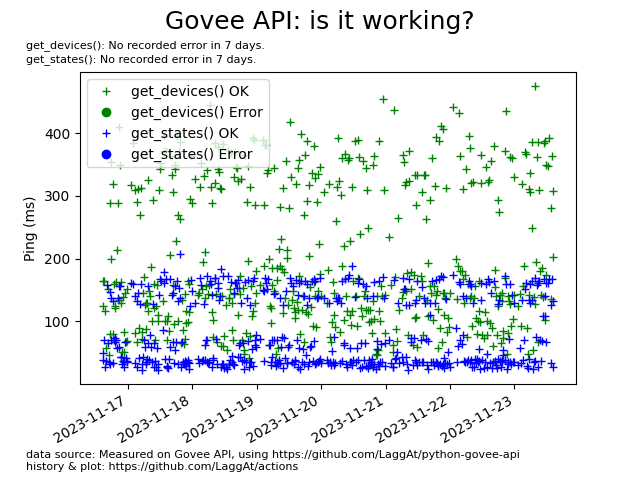 Govee API: is it working?
get_devices(): No recorded error in 7 days.
get_states(): No recorded error in 7 days.
get_devices() OK
get_devices() Error
get_states() OK
get_states() Error
Ping (ms)
400
300
200
100
2023-11-17
2023-11-18
2023-11-19
2023-11-20
2023-11-21
2023-11-22
2023-11-23
data source: Measured on Govee API, using https://github.com/LaggAt/python-govee-api
history & plot: https://github.com/LaggAt/actions